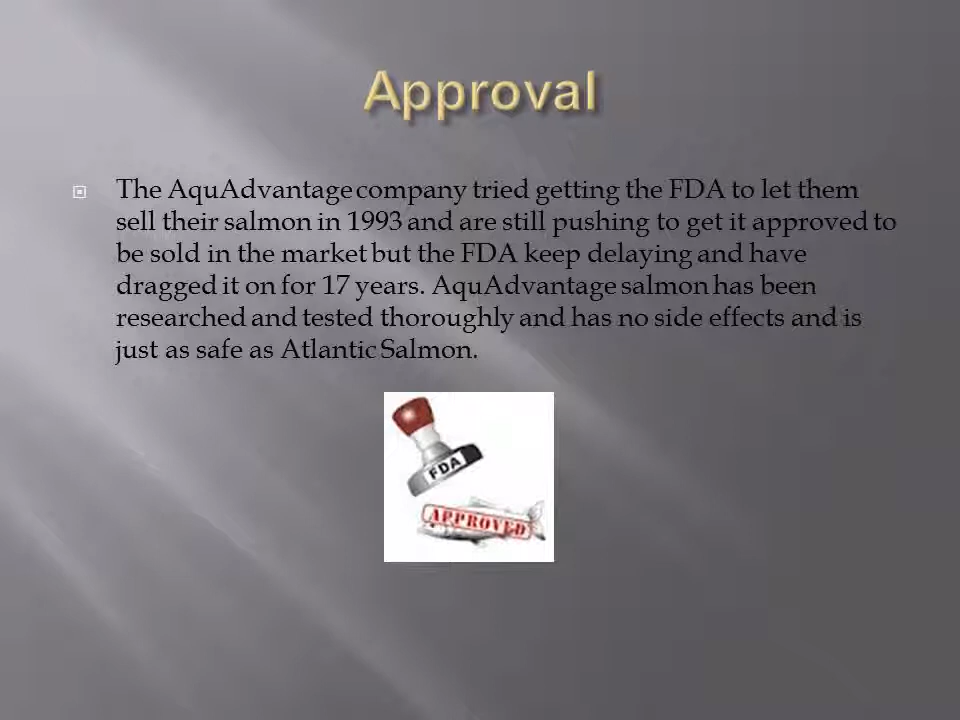 Approval
The AquAdvantage company tried getting the FDA to let them
sell their salmon in 1993 and are still pushing to get it approved to
be sold in the market but the FDA keep delaying and have
dragged it on for 17 years. AquAdvantage salmon has been
researched and tested thoroughly and has no side effects and is
just as safe as Atlantic Salmon.
FDA
APPROVED